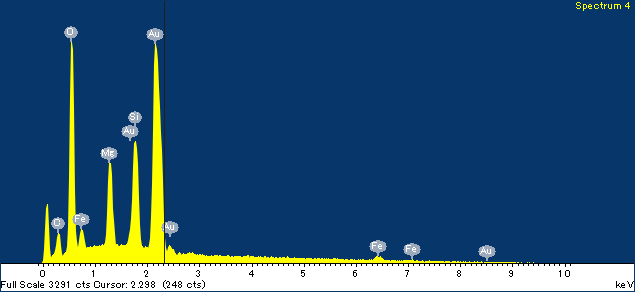 Spectrum 4
O Au
Si
Au
Mg
O Fe Au
Fe Fe Au
0 1 2 3 4 5 6 7 8 9 10
Full Scale 3291 cts Cursor: 2.298 (248 cts) keV